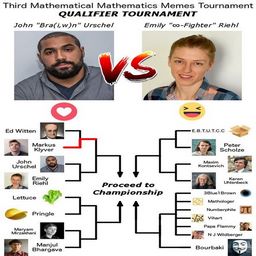 Third Mathematical Mathematics Memes Tournament
QUALIFIER TOURNAMENT
John "Bra(i,w)n" Urschel
Emily "∞-Fighter" Riehl
VS
Ed Witten
Markus Klyver
John Urschel
Emily Riehl
Lettuce
Pringle
Maryam Mirzakhani
Manjul Bhargava
Proceed to
Championship
E.B.T.U.T.C.C
Peter Scholze
Maxim Kontsevich
Karen Uhlenbeck
3Blue1Brown
Mathologer
Numberphile
Vihart
Papa Flammy
N J Wildberger
Bourbaki